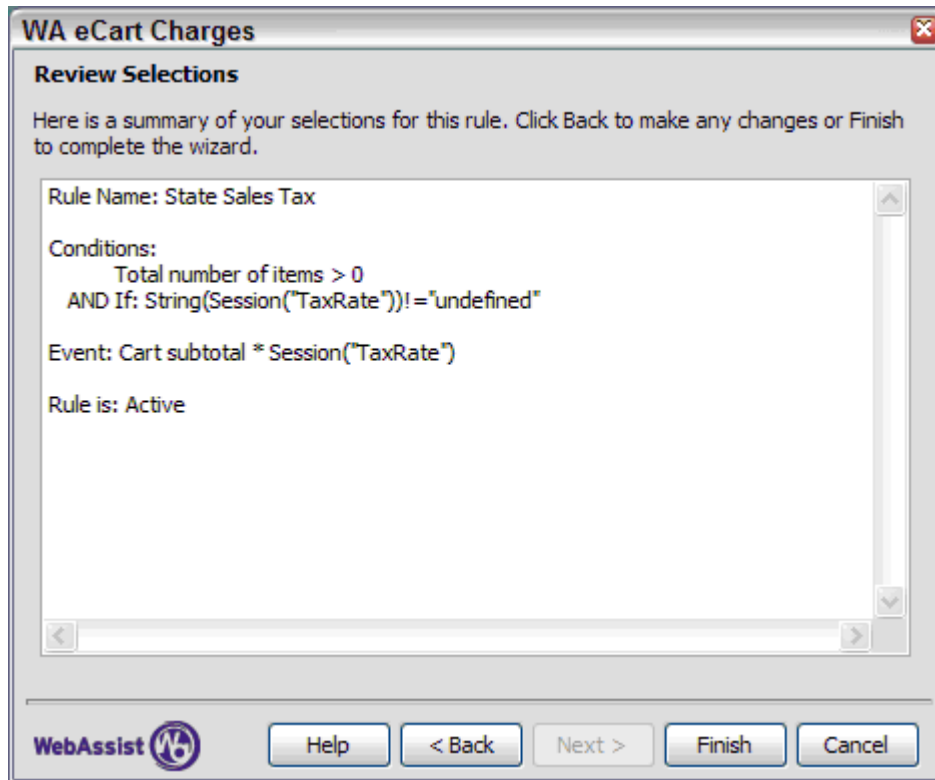 WA eCart Charges
Review Selections
Here is a summary of your selections for this rule. Click Back to make any changes or Finish
to complete the wizard.
Rule Name: State Sales Tax
Conditions:
Total number of items > 0
AND If: String(Session("TaxRate"))!="undefined"
Event: Cart subtotal * Session("TaxRate")
Rule is: Active
WebAssist Help < Back Next > Finish Cancel